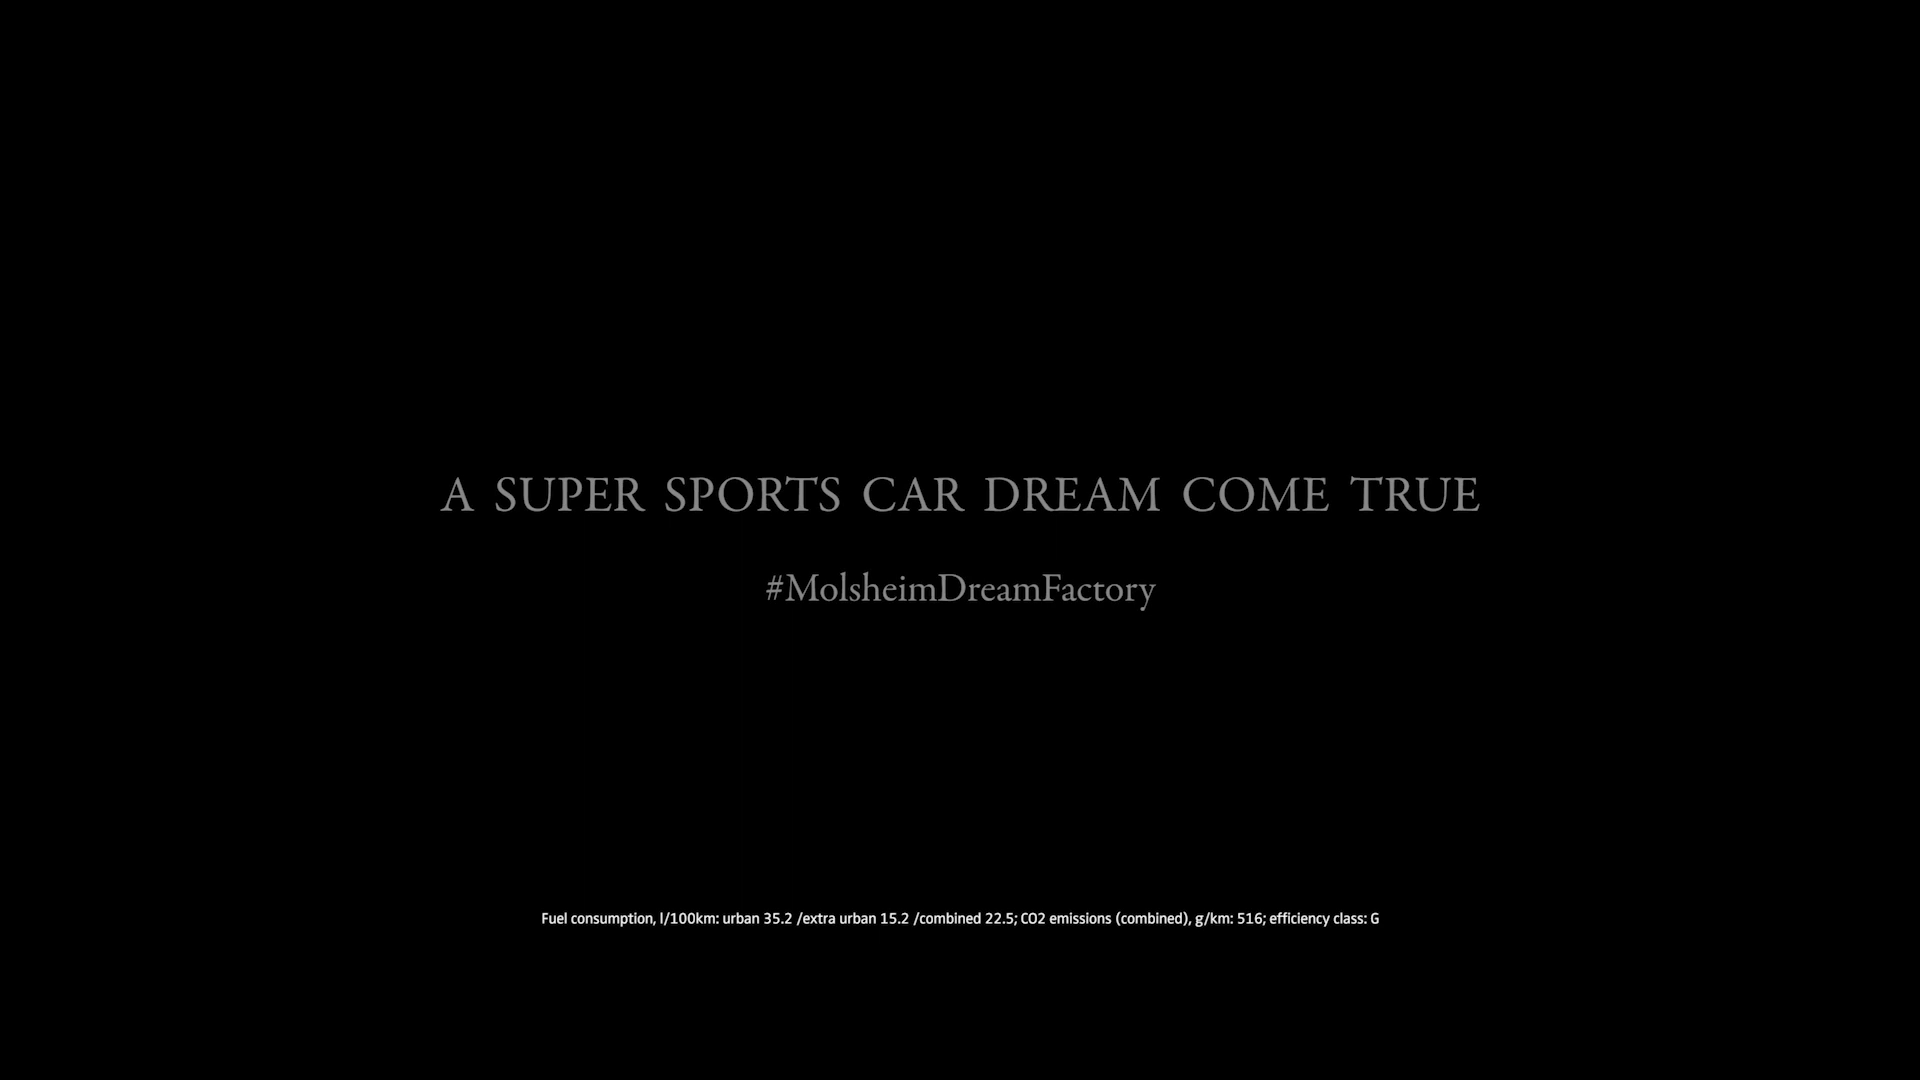 A SUPER SPORTS CAR DREAM COME TRUE
#MolsheimDreamFactory
Fuel consumption, l/100km: urban 35.2 /extra urban 15.2 /combined 22.5; CO2 emissions (combined), g/km: 516; efficiency class: G